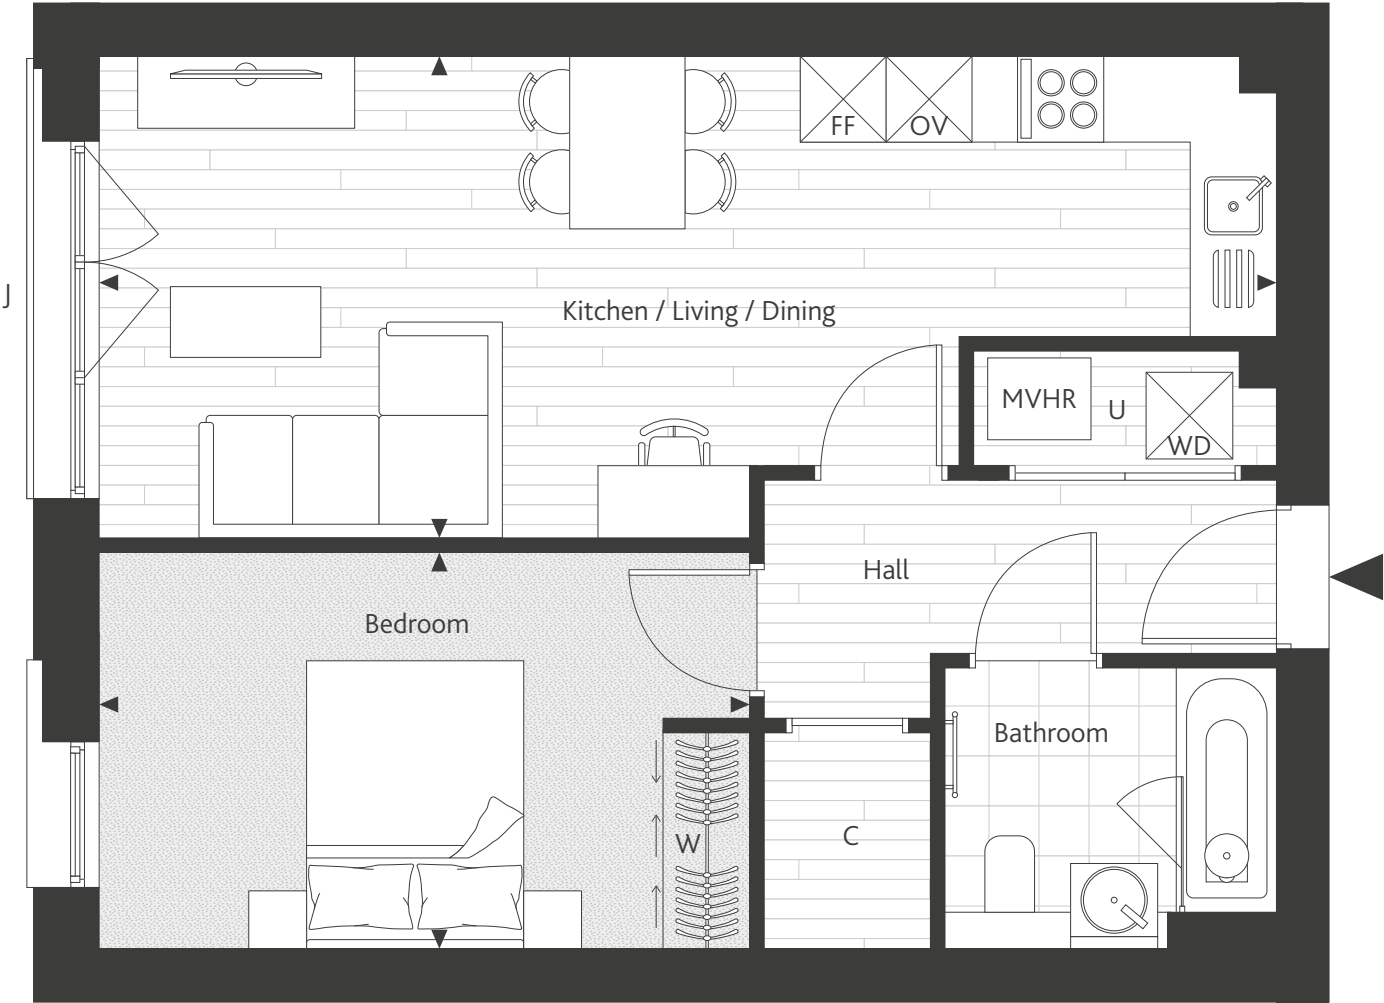 FF
OV
J
Kitchen / Living / Dining
MVHR
U
WD
Hall
Bedroom
Bathroom
W
C